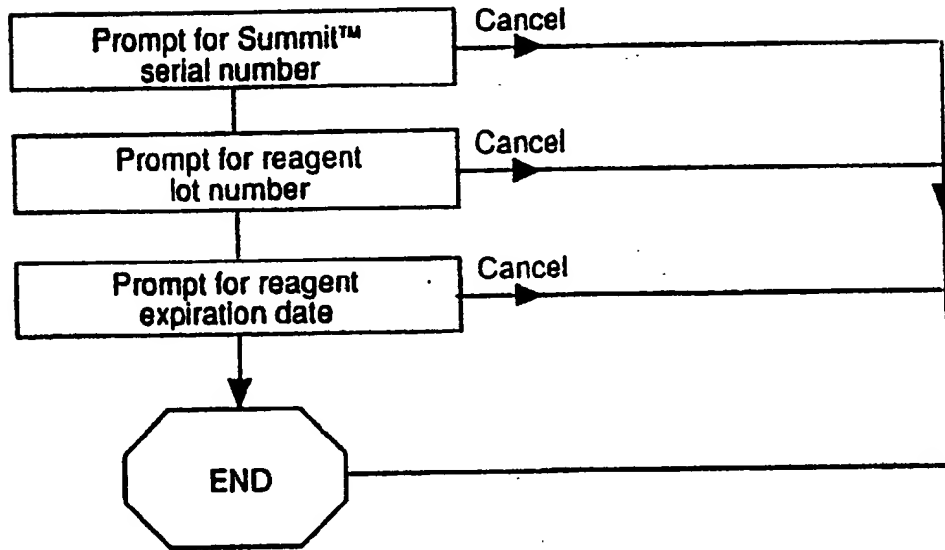 Prompt for Summit™
serial number
Cancel
Prompt for reagent
lot number
Cancel
Prompt for reagent
expiration date
Cancel
END